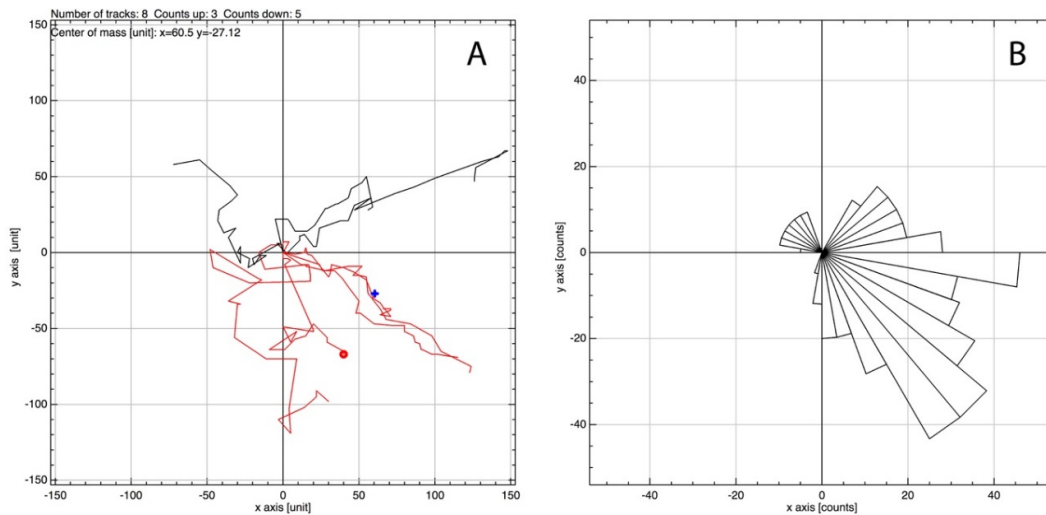 Number of tracks: 8 Counts up: 3 Counts down: 5
Center of mass [unit]: x=60.5 y=-27.12
A
150
100
50
0
-50
-100
-150
y axis [unit]
-150 -100 -50 0 50 100 150
x axis [unit]
B
40
20
0
-20
-40
y axis [counts]
-40 -20 0 20 40
x axis [counts]